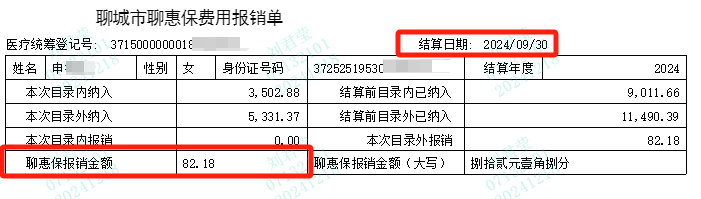 聊城市聊惠保费用报销单
医疗统筹登记号: 3715000000018 结算日期: 2024/09/30
姓名 申 性别 女 身份证号码 37252519530 结算年度 2024
本次目录内纳入 3,502.88 结算前目录内已纳入 9,011.66
本次目录外纳入 5,331.37 结算前目录外已纳入 11,490.39
本次目录内报销 0.00 本次目录外报销 82.18
聊惠保报销金额 82.18 聊惠保报销金额（大写） 捌拾贰元壹角捌分